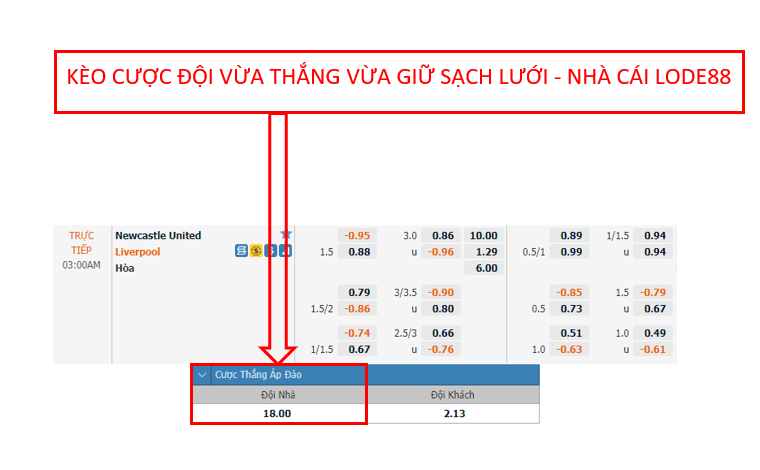 KÈO CƯỢC ĐỘI VỪA THẮNG VỪA GIỮ SẠCH LƯỚI - NHÀ CÁI LODE88
TRỰC TIẾP 03:00AM
Newcastle United -0.95 3.0 0.86 10.00 0.89 1/1.5 0.94
Liverpool 1.5 0.88 u -0.96 1.29 0.5/1 0.99 u 0.94
Hòa 6.00
0.79 3/3.5 -0.90 -0.85 1.5 -0.79
1.5/2 -0.86 u 0.80 0.5 0.73 u 0.67
-0.74 2.5/3 0.66 0.51 1.0 0.49
1/1.5 0.67 u -0.76 1.0 -0.63 u -0.61
Cược Thắng Áp Đảo
Đội Nhà Đội Khách
18.00 2.13